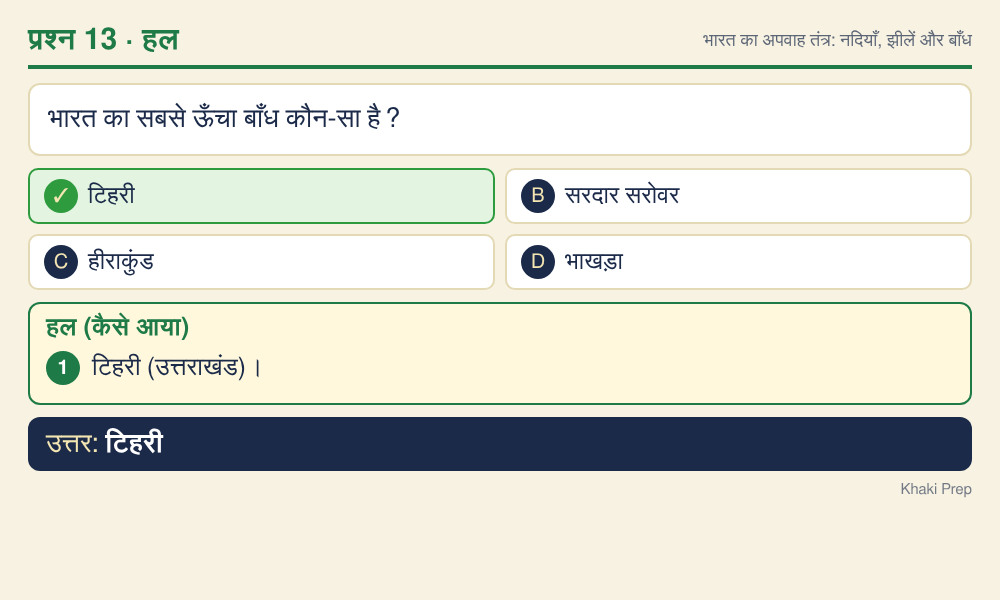 प्रश्न 13 · हल
भारत का अपवाह तंत्र: नदियाँ, झीलें और बाँध
भारत का सबसे ऊँचा बाँध कौन-सा है ?
✓ टिहरी
B सरदार सरोवर
C हीराकुंड
D भाखड़ा
हल (कैसे आया)
1 टिहरी (उत्तराखंड) ।
उत्तर: टिहरी
Khaki Prep